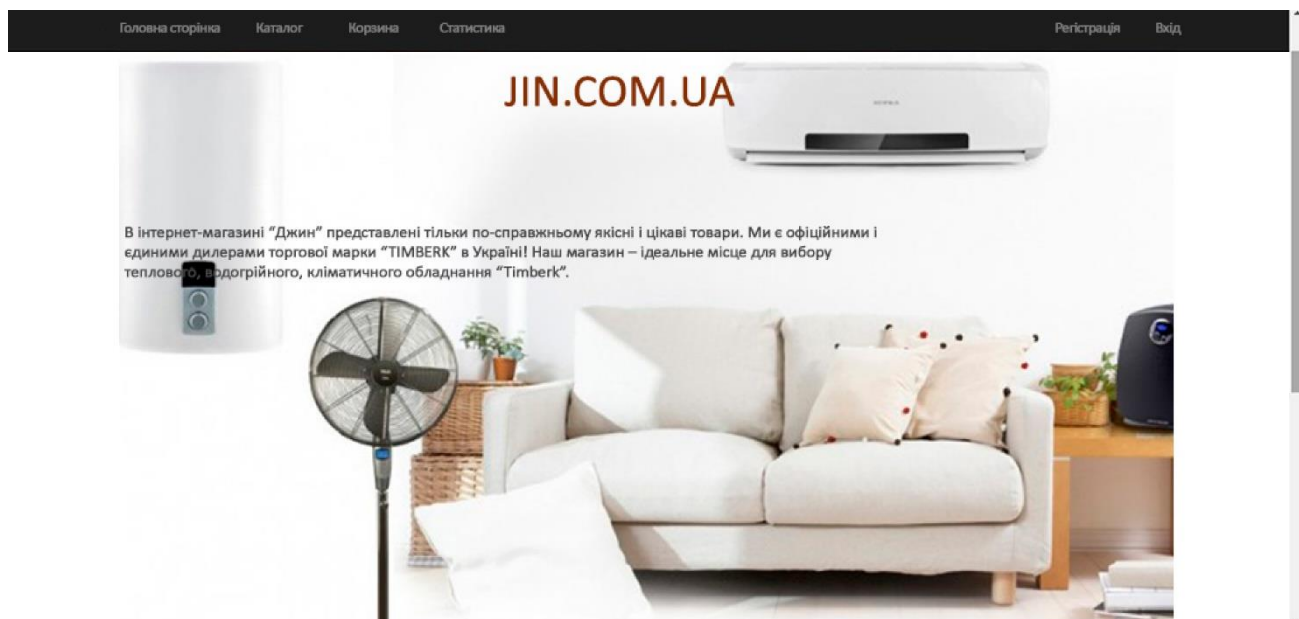 Головна сторінка Каталог Корзина Статистика Регістрація Вхід
JIN.COM.UA
В інтернет-магазині “Джин” представлені тільки по-справжньому якісні і цікаві товари. Ми є офіційними і
єдиними дилерами торгової марки “TIMBERK” в Україні! Наш магазин – ідеальне місце для вибору
теплового, водогрійного, кліматичного обладнання “Timberk”.